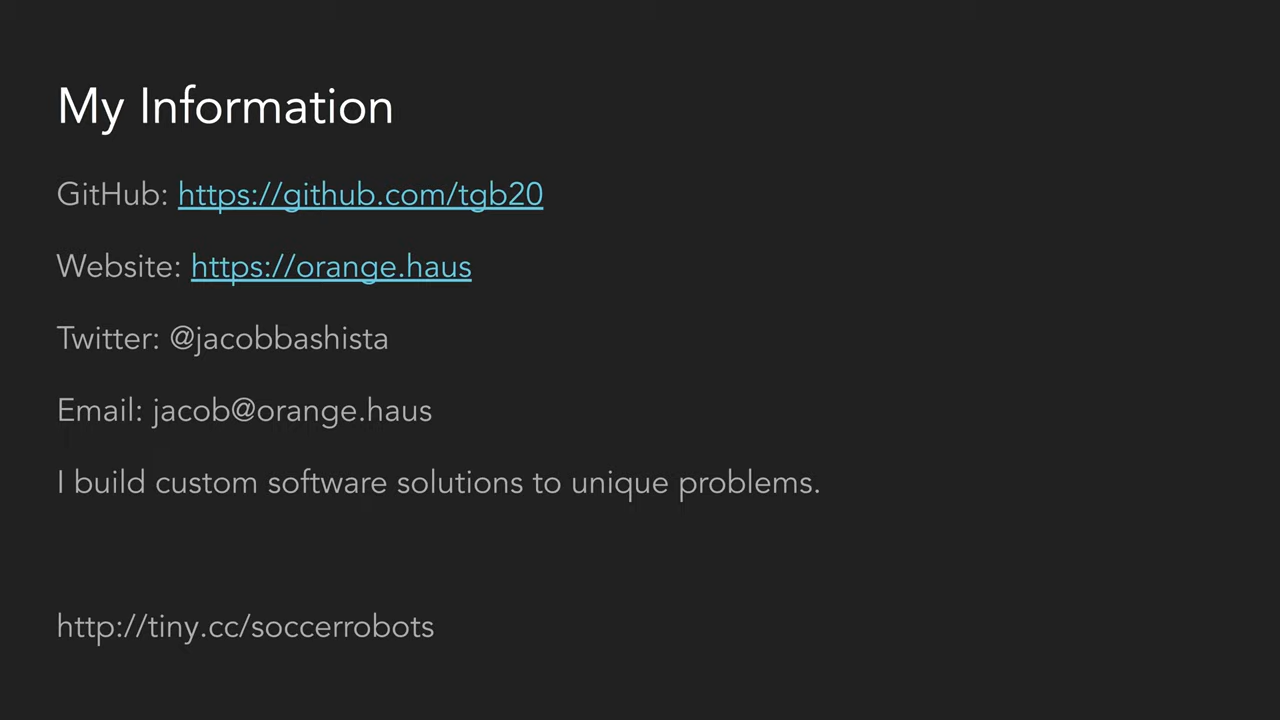 My Information
GitHub: https://github.com/tgb20
Website: https://orange.haus
Twitter: @jacobbashista
Email: jacob@orange.haus
I build custom software solutions to unique problems.
http://tiny.cc/soccerrobots